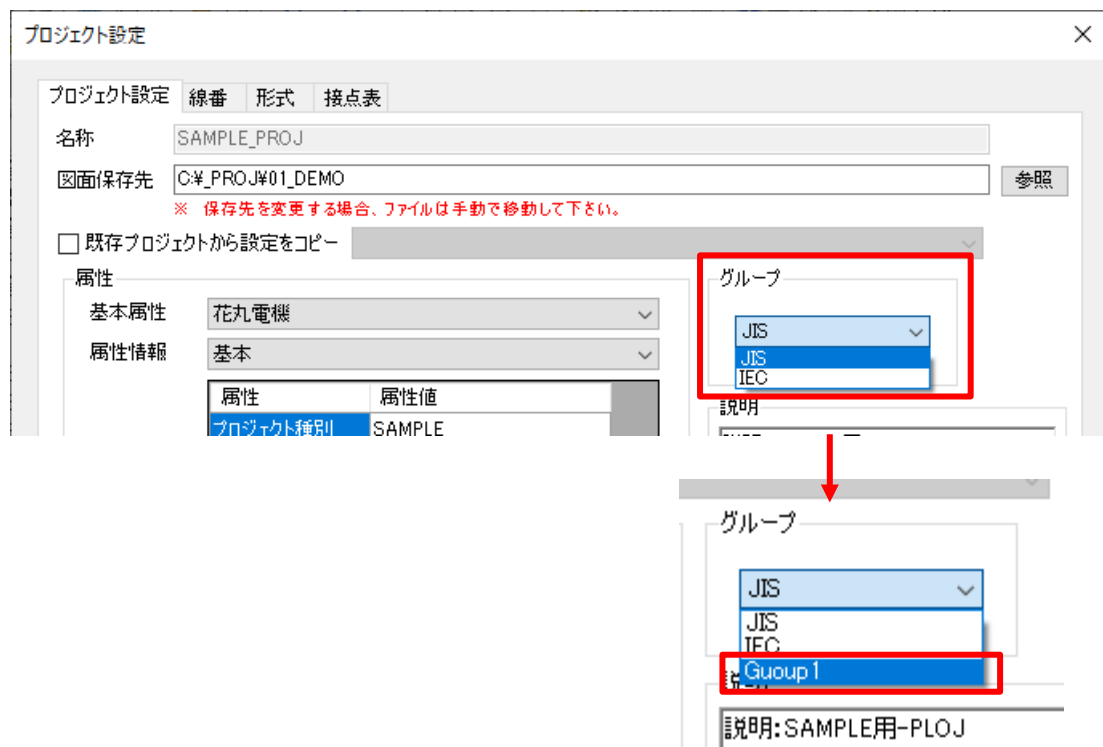 プロジェクト設定
プロジェクト設定 線番 形式 接点表
名称 SAMPLE_PROJ
図面保存先 C:¥_PROJ¥01_DEMO 参照
※ 保存先を変更する場合、ファイルは手動で移動して下さい。
既存プロジェクトから設定をコピー
属性
基本属性 花丸電機
属性情報 基本
属性 属性値
プロジェクト種別 SAMPLE
グループ
JIS
JIS
IEC
説明
グループ
JIS
JIS
IEC
Guoup1
説明:SAMPLE用-PLOJ